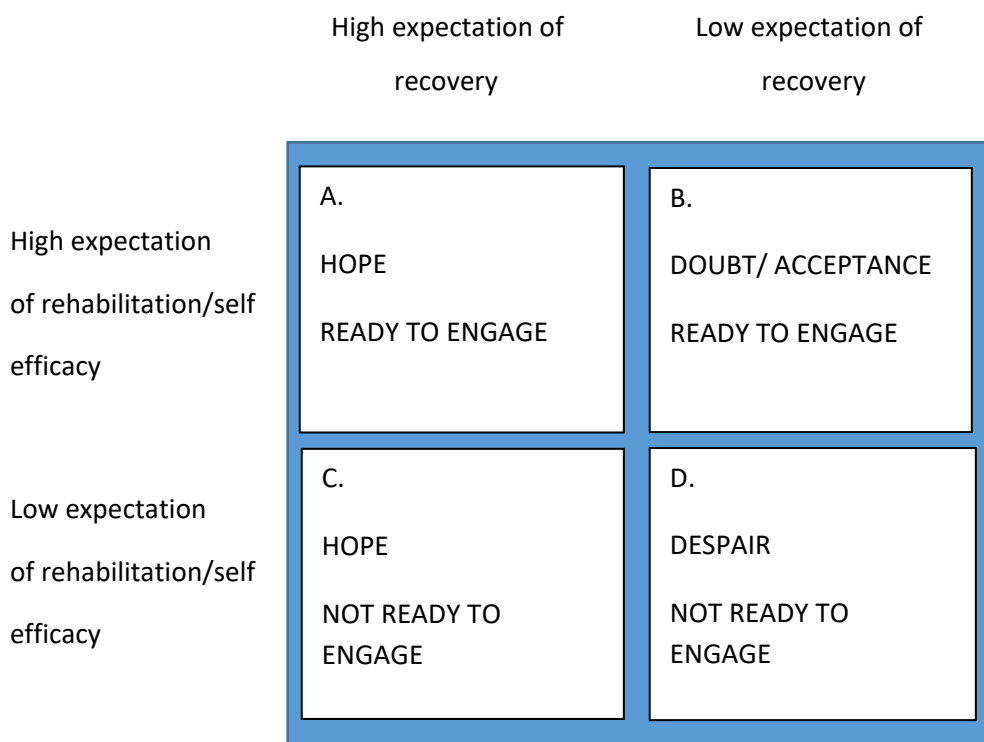 High expectation of
recovery
Low expectation of
recovery
High expectation
of rehabilitation/self
efficacy
A.
HOPE
READY TO ENGAGE
B.
DOUBT/ ACCEPTANCE
READY TO ENGAGE
Low expectation
of rehabilitation/self
efficacy
C.
HOPE
NOT READY TO
ENGAGE
D.
DESPAIR
NOT READY TO
ENGAGE